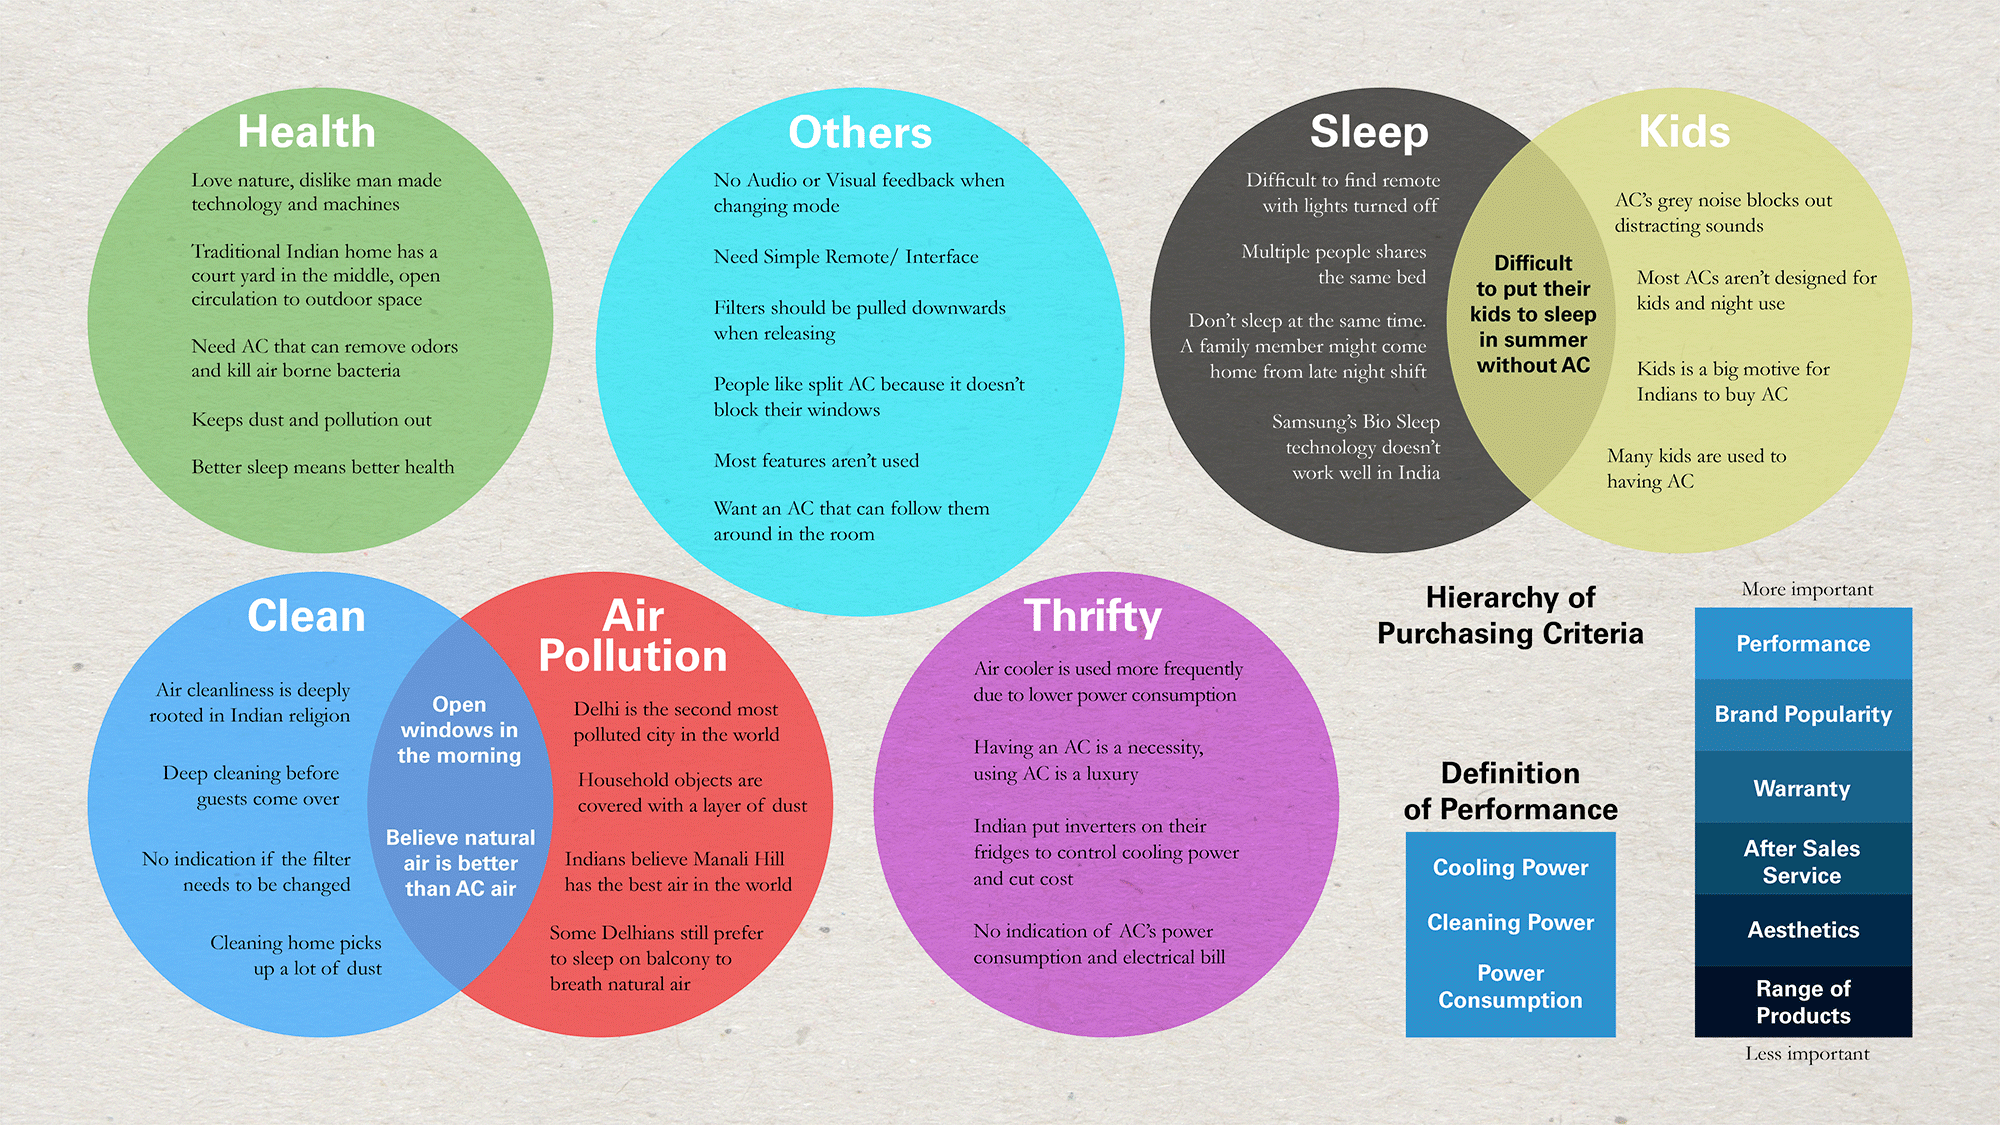 Health
Love nature, dislike man made
technology and machines
Traditional Indian home has a
court yard in the middle, open
circulation to outdoor space
Need AC that can remove odors
and kill air borne bacteria
Keeps dust and pollution out
Better sleep means better health
Others
No Audio or Visual feedback when
changing mode
Need Simple Remote/ Interface
Filters should be pulled downwards
when releasing
People like split AC because it doesn't
block their windows
Most features aren't used
Want an AC that can follow them
around in the room
Sleep
Difficult to find remote
with lights turned off
Multiple people shares
the same bed
Don't sleep at the same time.
A family member might come
home from late night shift
Samsung's Bio Sleep
technology doesn't
work well in India
Difficult
to put their
kids to sleep
in summer
without AC
Kids
AC's grey noise blocks out
distracting sounds
Most ACs aren't designed for
kids and night use
Kids is a big motive for
Indians to buy AC
Many kids are used to
having AC
Clean
Air cleanliness is deeply
rooted in Indian religion
Deep cleaning before
guests come over
No indication if the filter
needs to be changed
Cleaning home picks
up a lot of dust
Open
windows in
the morning
Believe natural
air is better
than AC air
Air
Pollution
Delhi is the second most
polluted city in the world
Household objects are
covered with a layer of dust
Indians believe Manali Hill
has the best air in the world
Some Delhians still prefer
to sleep on balcony to
breath natural air
Thrifty
Air cooler is used more frequently
due to lower power consumption
Having an AC is a necessity,
using AC is a luxury
Indian put inverters on their
fridges to control cooling power
and cut cost
No indication of AC's power
consumption and electrical bill
Hierarchy of
Purchasing Criteria
Definition
of Performance
Cooling Power
Cleaning Power
Power
Consumption
More important
Performance
Brand Popularity
Warranty
After Sales
Service
Aesthetics
Range of
Products
Less important